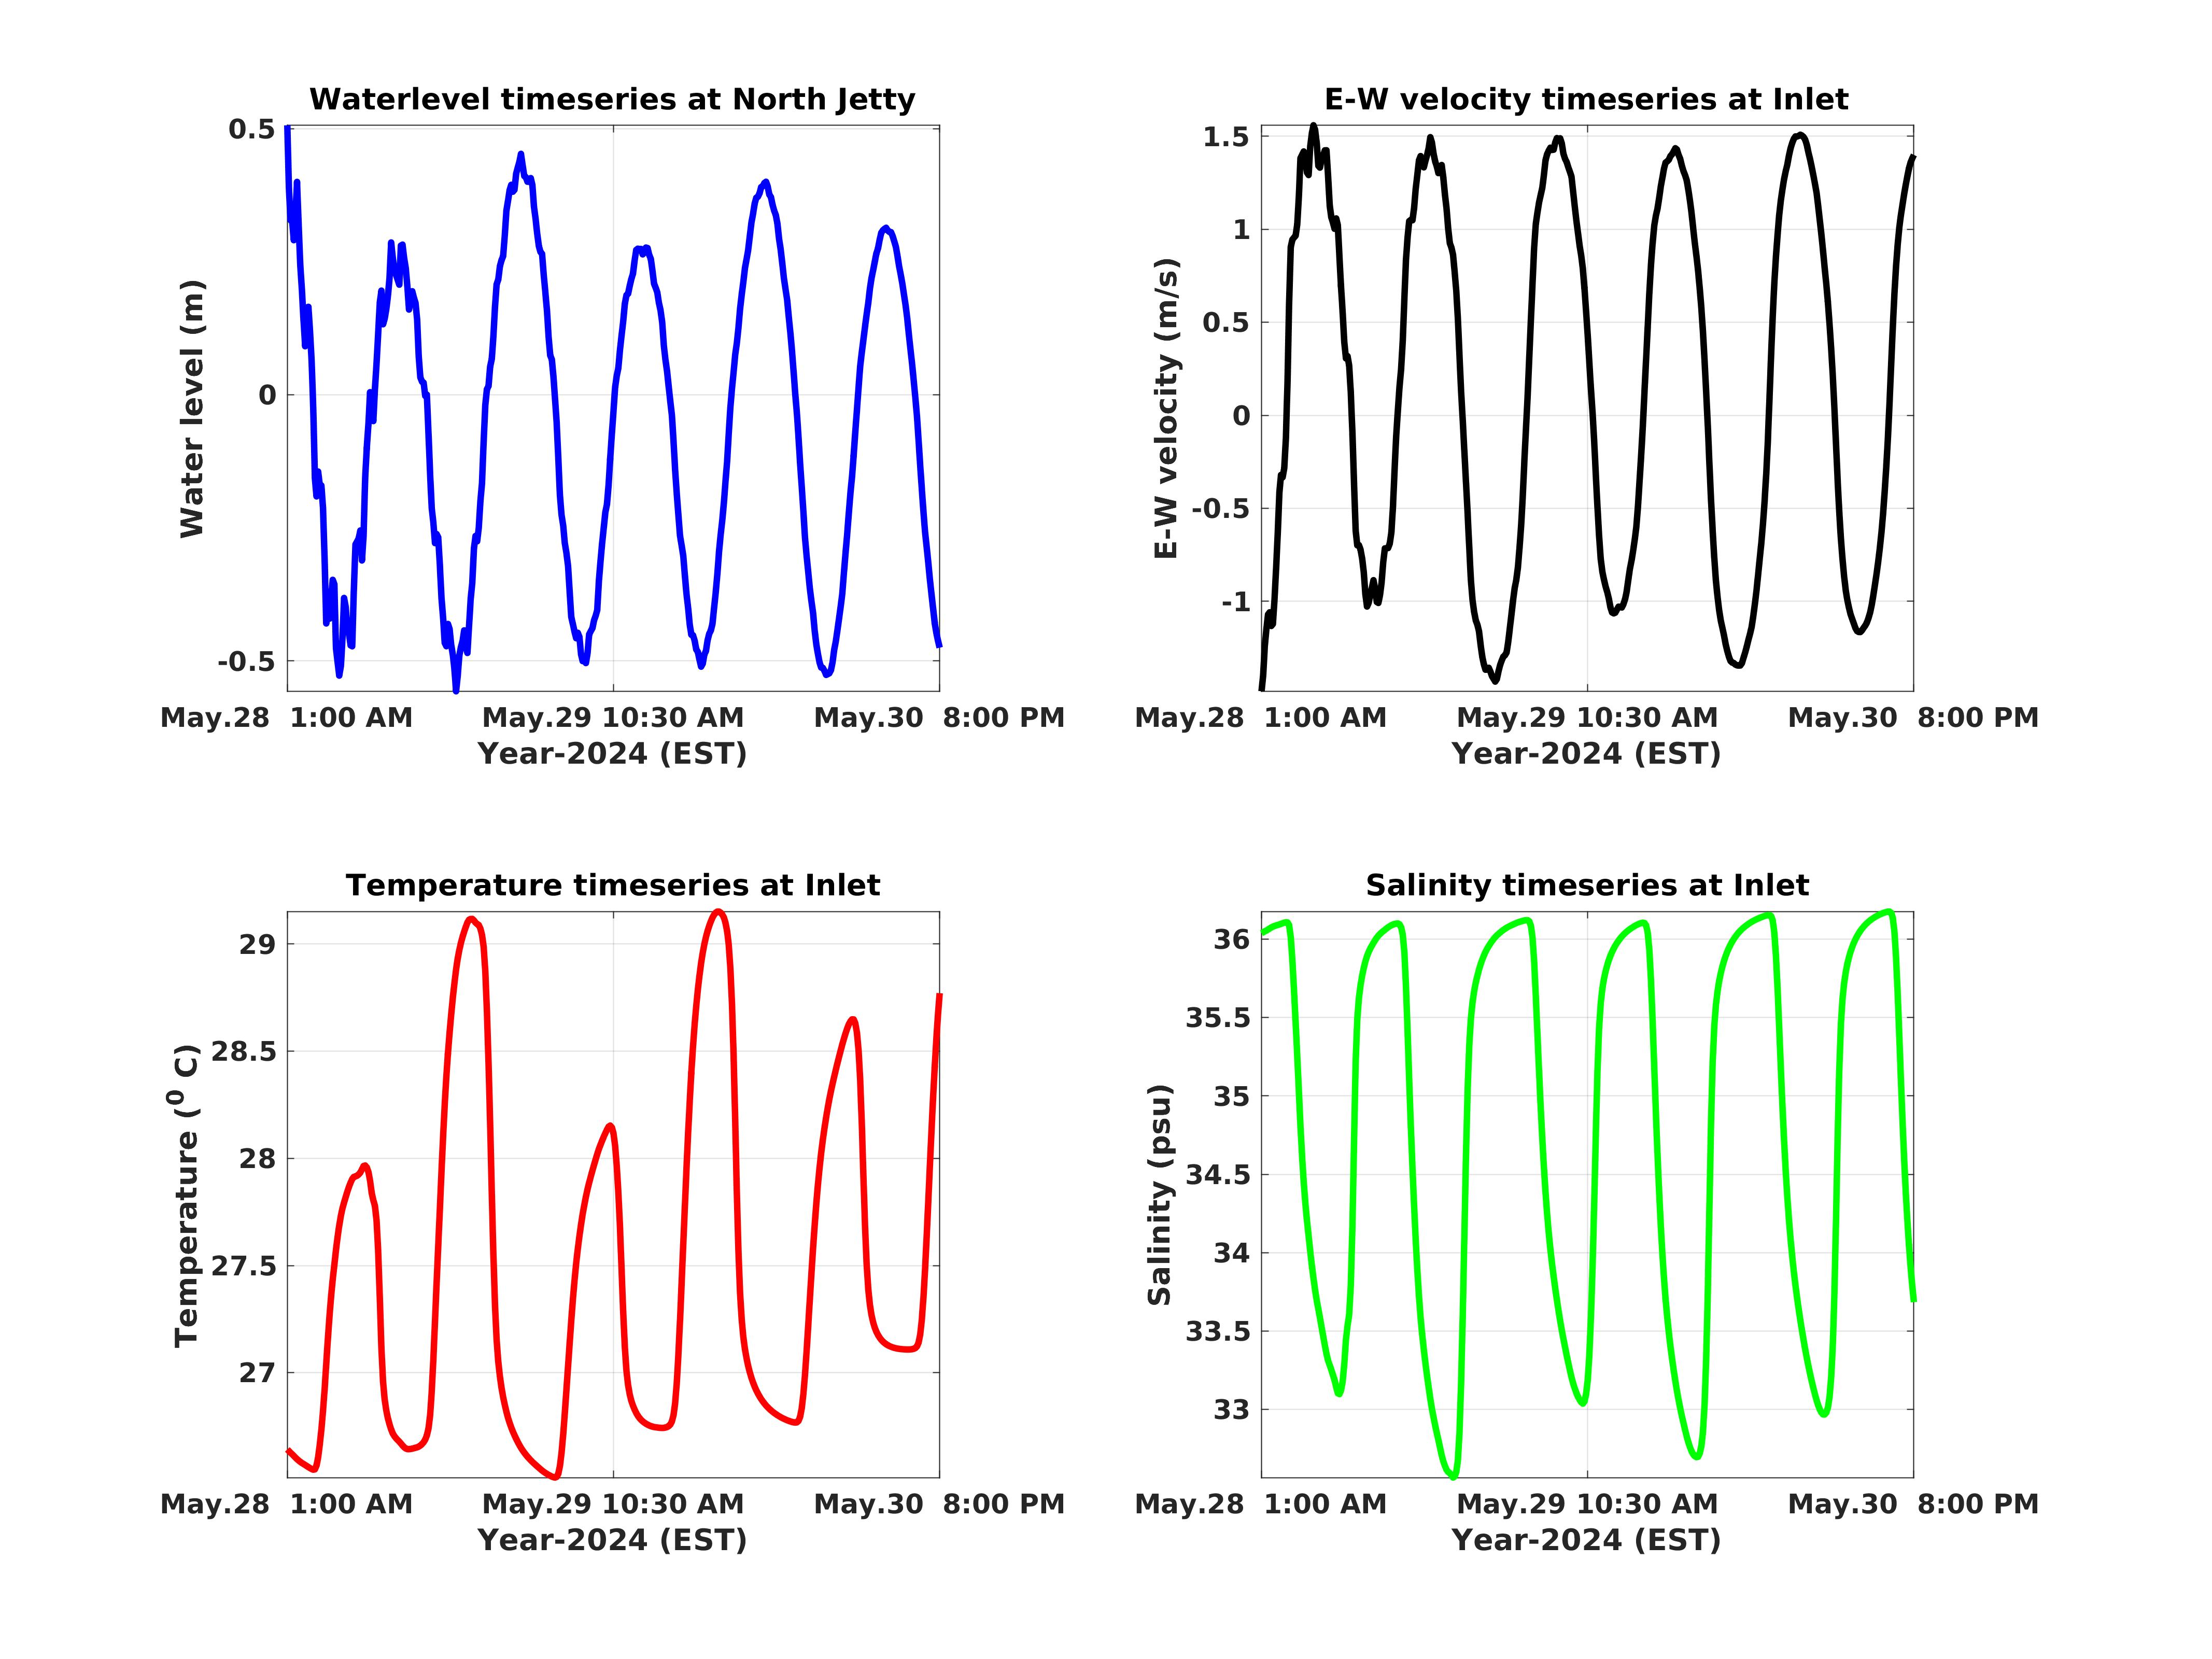 Waterlevel timeseries at North Jetty
0.5
0
-0.5
Water level (m)
May.28 1:00 AM May.29 10:30 AM May.30 8:00 PM
Year-2024 (EST)
E-W velocity timeseries at Inlet
1.5
1
0.5
0
-0.5
-1
E-W velocity (m/s)
May.28 1:00 AM May.29 10:30 AM May.30 8:00 PM
Year-2024 (EST)
Temperature timeseries at Inlet
29
28.5
28
27.5
27
Temperature (⁰ C)
May.28 1:00 AM May.29 10:30 AM May.30 8:00 PM
Year-2024 (EST)
Salinity timeseries at Inlet
36
35.5
35
34.5
34
33.5
33
Salinity (psu)
May.28 1:00 AM May.29 10:30 AM May.30 8:00 PM
Year-2024 (EST)